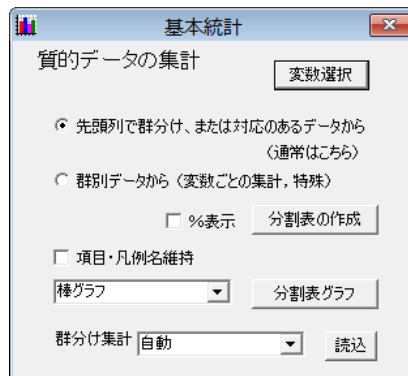 基本統計
質的データの集計
変数選択
先頭列で群分け、または対応のあるデータから
（通常はこちら）
群別データから（変数ごとの集計，特殊）
%表示
分割表の作成
項目・凡例名維持
棒グラフ
分割表グラフ
群分け集計
自動
読込